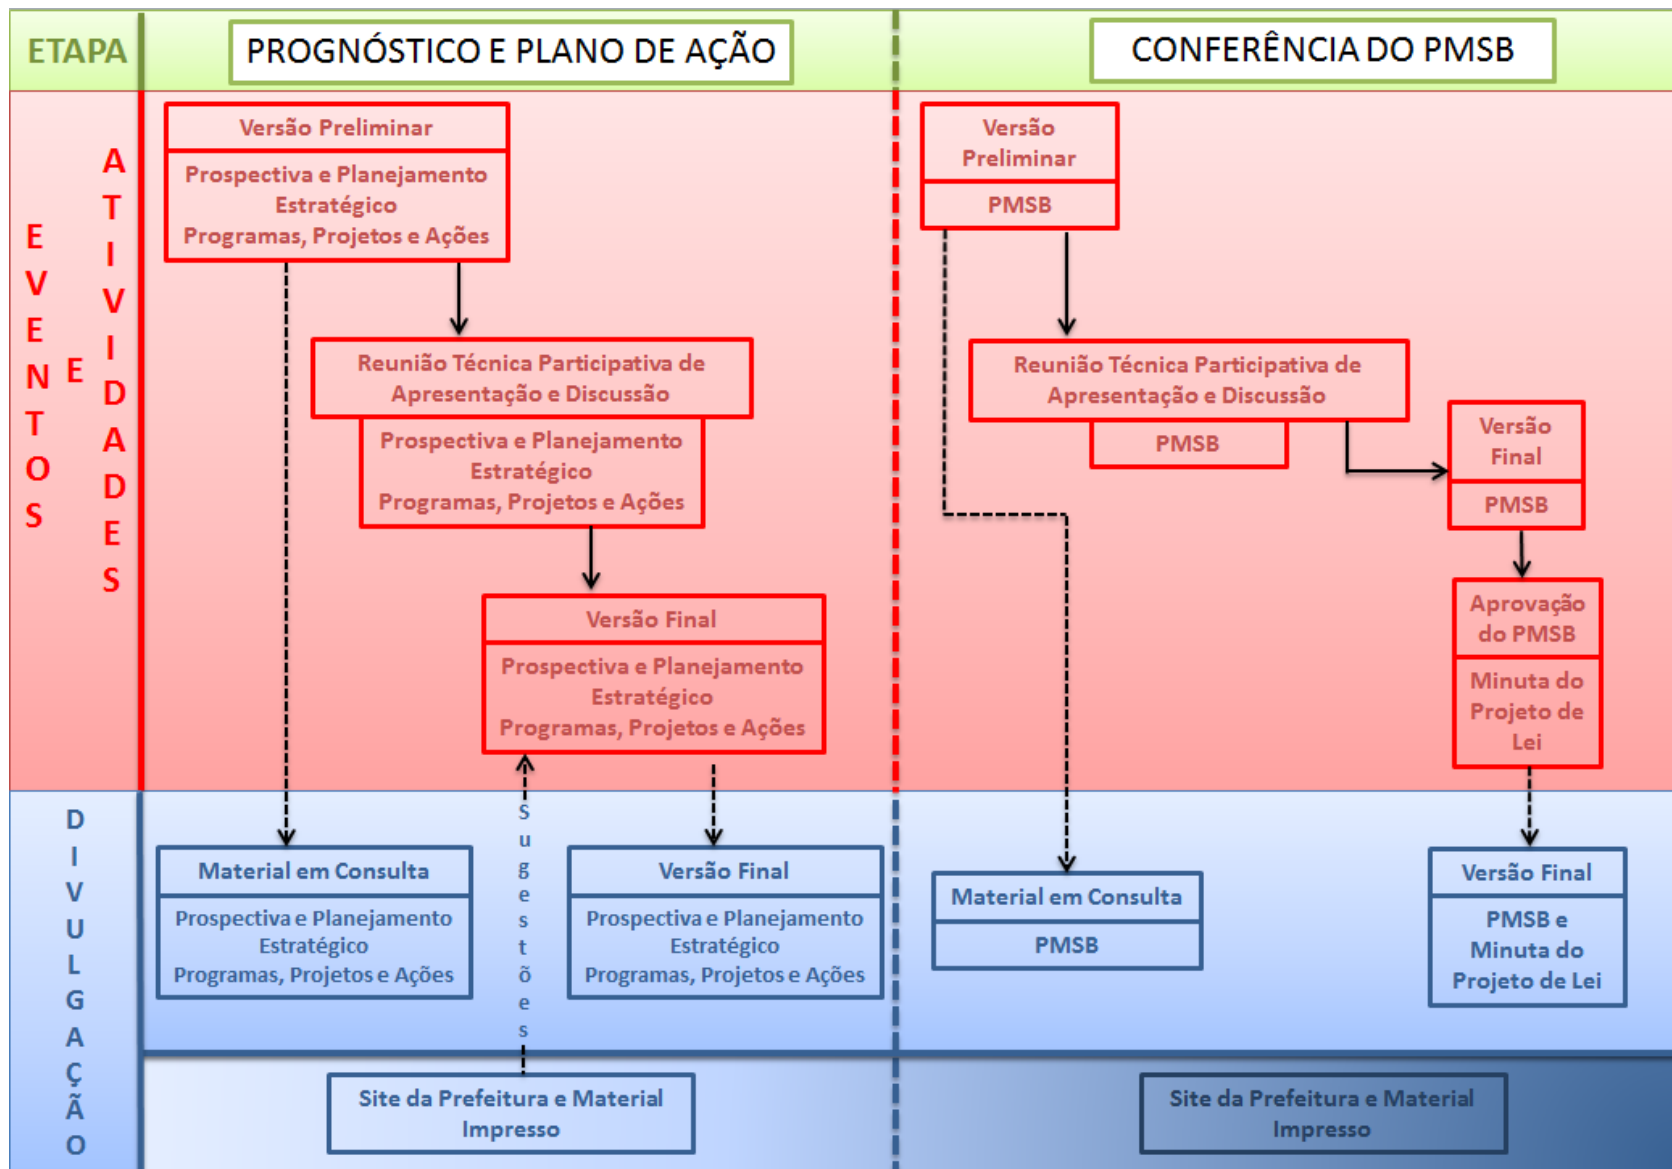 ETAPA
PROGNÓSTICO E PLANO DE AÇÃO
CONFERÊNCIA DO PMSB
EVENTOS
E
ATIVIDADES
Versão Preliminar
Prospectiva e Planejamento
Estratégico
Programas, Projetos e Ações
Reunião Técnica Participativa de
Apresentação e Discussão
Prospectiva e Planejamento
Estratégico
Programas, Projetos e Ações
Versão Final
Prospectiva e Planejamento
Estratégico
Programas, Projetos e Ações
Versão
Preliminar
PMSB
Reunião Técnica Participativa de
Apresentação e Discussão
PMSB
Versão
Final
PMSB
Aprovação
do PMSB
Minuta do
Projeto de
Lei
DIVULGAÇÃO
Material em Consulta
Prospectiva e Planejamento
Estratégico
Programas, Projetos e Ações
Sugestões
Versão Final
Prospectiva e Planejamento
Estratégico
Programas, Projetos e Ações
Material em Consulta
PMSB
Versão Final
PMSB e
Minuta do
Projeto de Lei
Site da Prefeitura e Material
Impresso
Site da Prefeitura e Material
Impresso